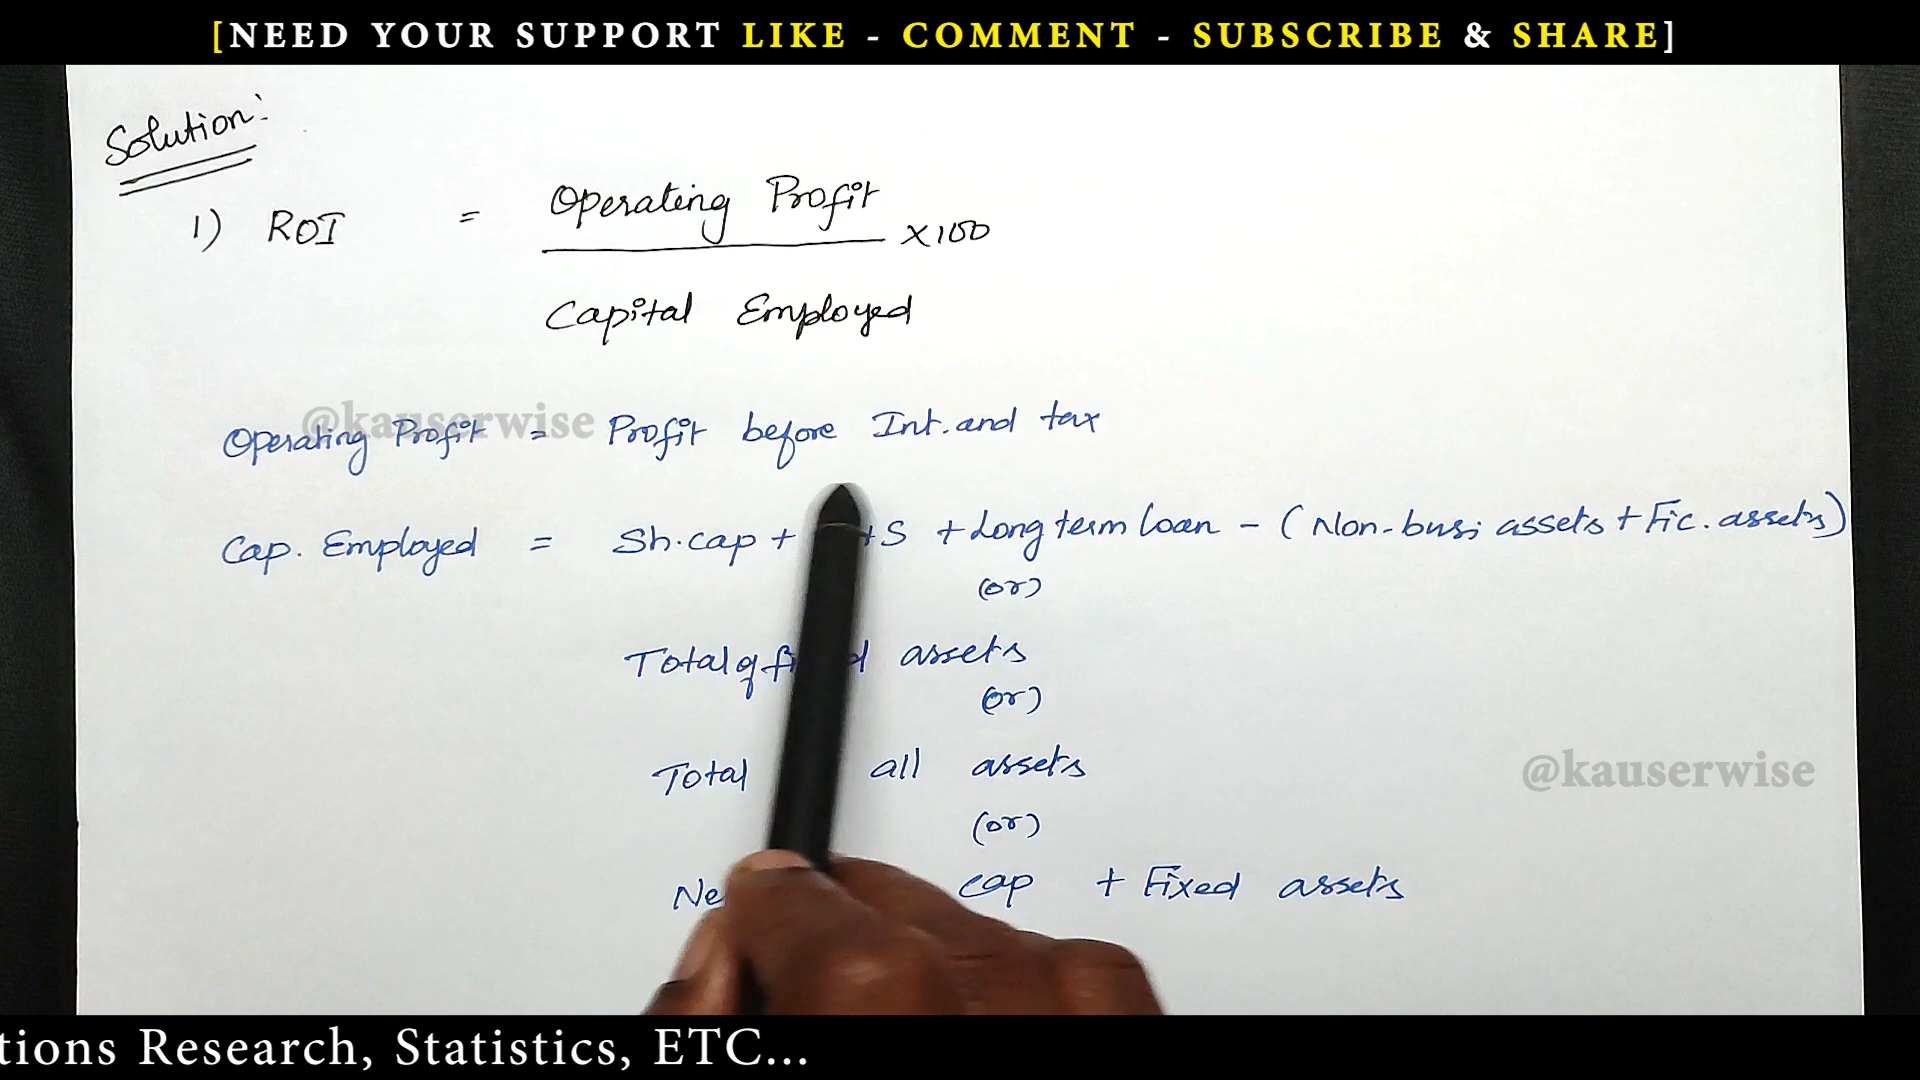 [NEED YOUR SUPPORT LIKE - COMMENT - SUBSCRIBE & SHARE]
Solution:
1) ROI = Operating Profit ×100
Capital Employed
@kauserwise
Operating Profit = Profit before Int. and tax
Cap. Employed = Sh. cap + +S + Long term loan - (Non-busi assets + Fic. assets)
(or)
Total of assets
(or)
Total all assets
(or)
@kauserwise
cap + Fixed assets
tions Research, Statistics, ETC...